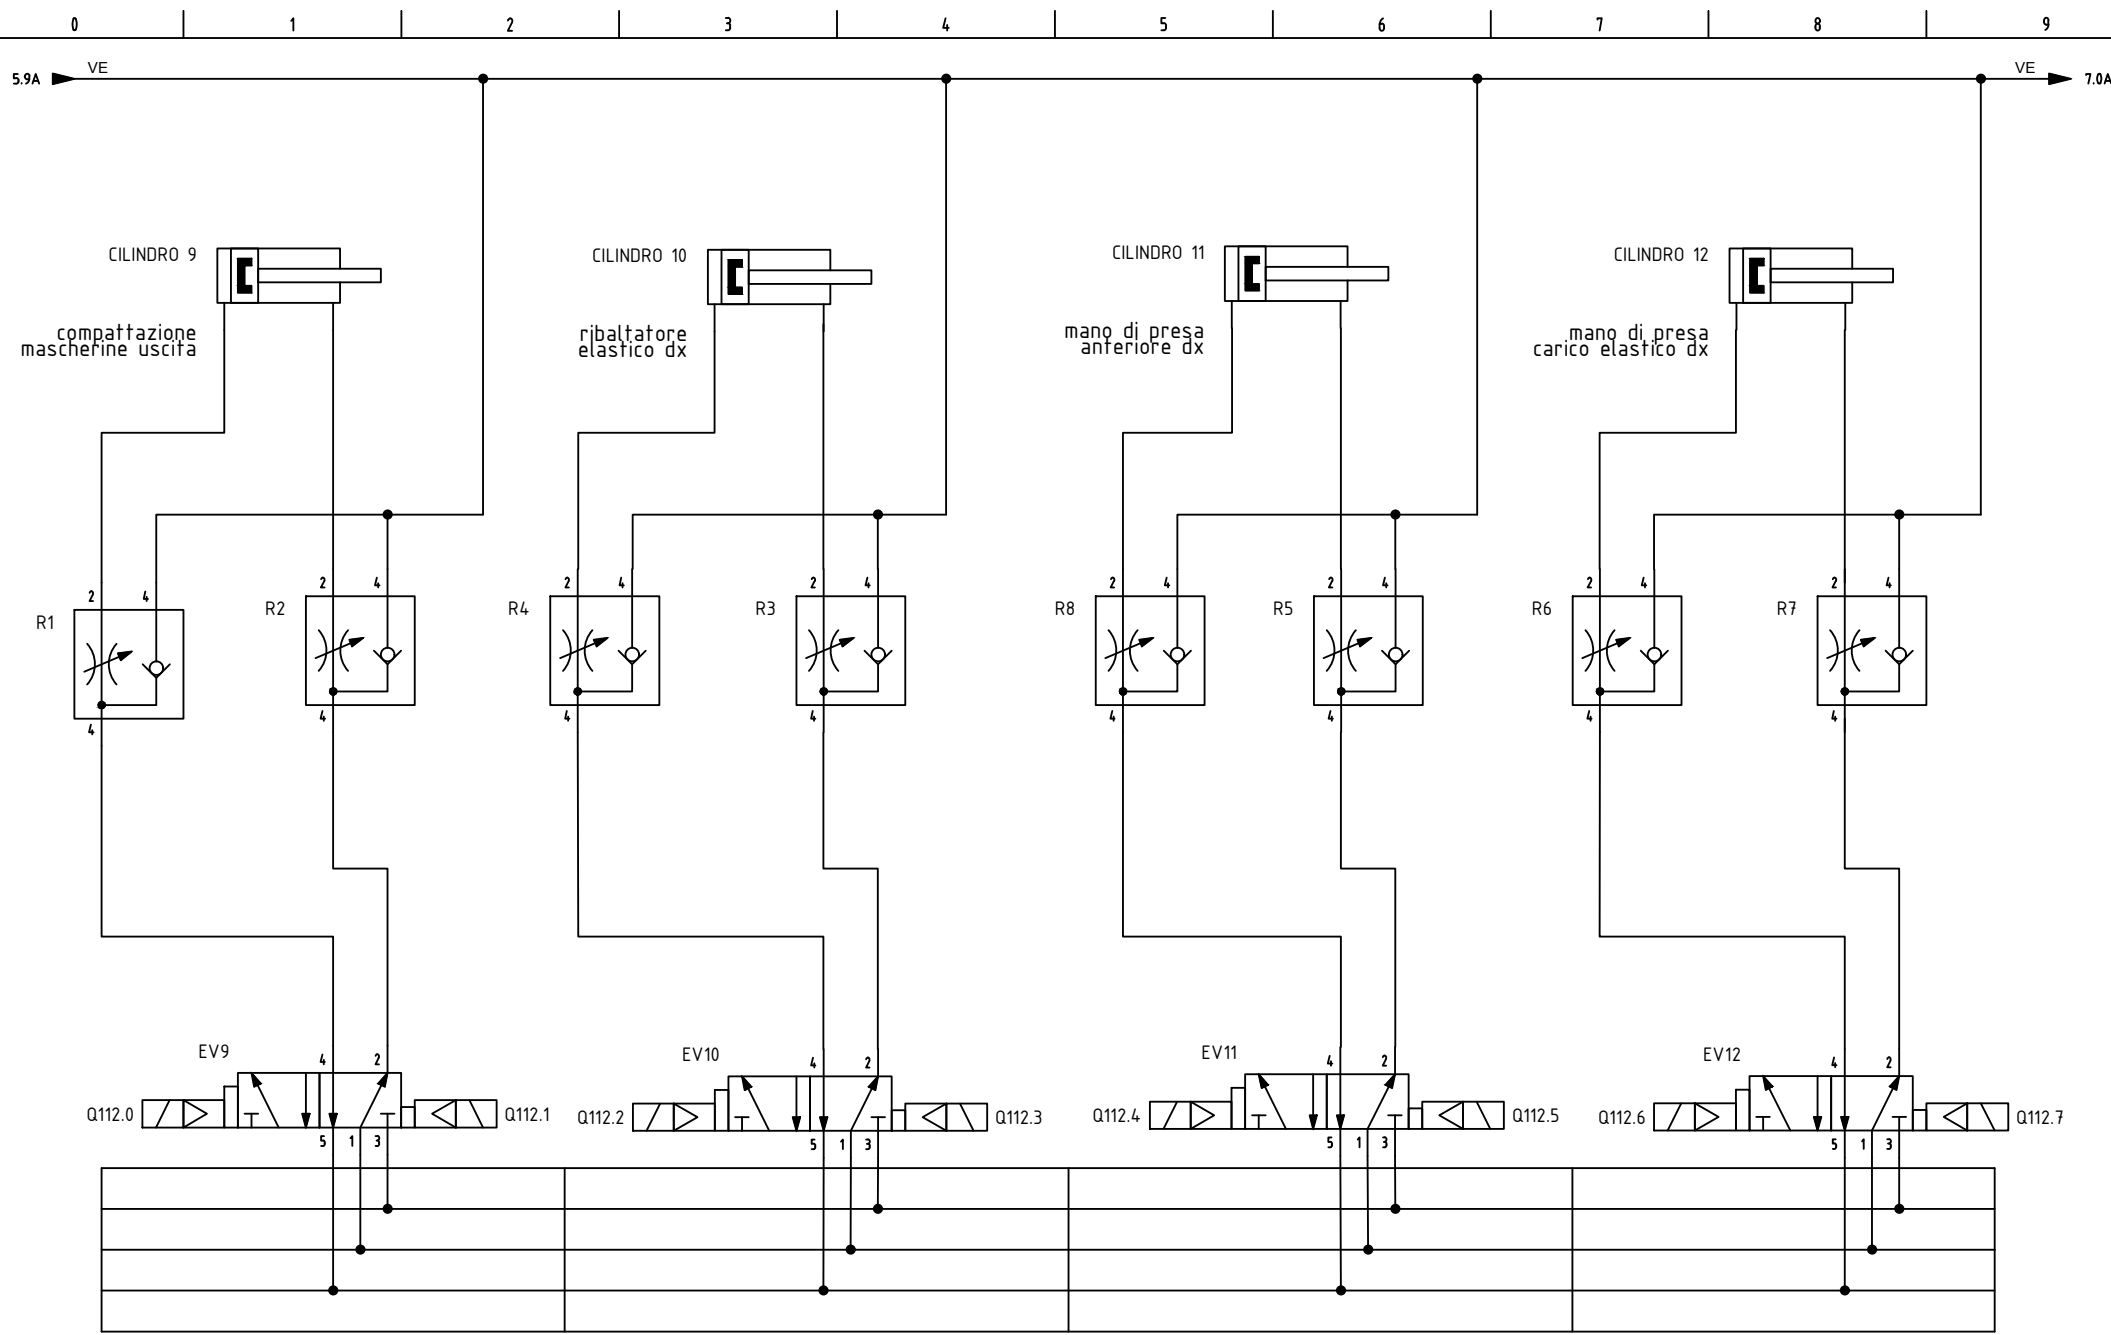 0 1 2 3 4 5 6 7 8 9
5.9A VE VE 7.0A
CILINDRO 9 CILINDRO 10 CILINDRO 11 CILINDRO 12
compattazione ribaltatore mano di presa mano di presa
mascherine uscita elastico dx anteriore dx carico elastico dx
2 4 2 4 2 4 2 4 2 4 2 4 2 4 2 4
R1 R2 R4 R3 R8 R5 R6 R7
4 4 4 4 4 4 4 4
EV9 4 2 EV10 4 2 EV11 4 2 EV12 4 2
Q112.0 Q112.1 Q112.2 Q112.3 Q112.4 Q112.5 Q112.6 Q112.7
5 1 3 5 1 3 5 1 3 5 1 3